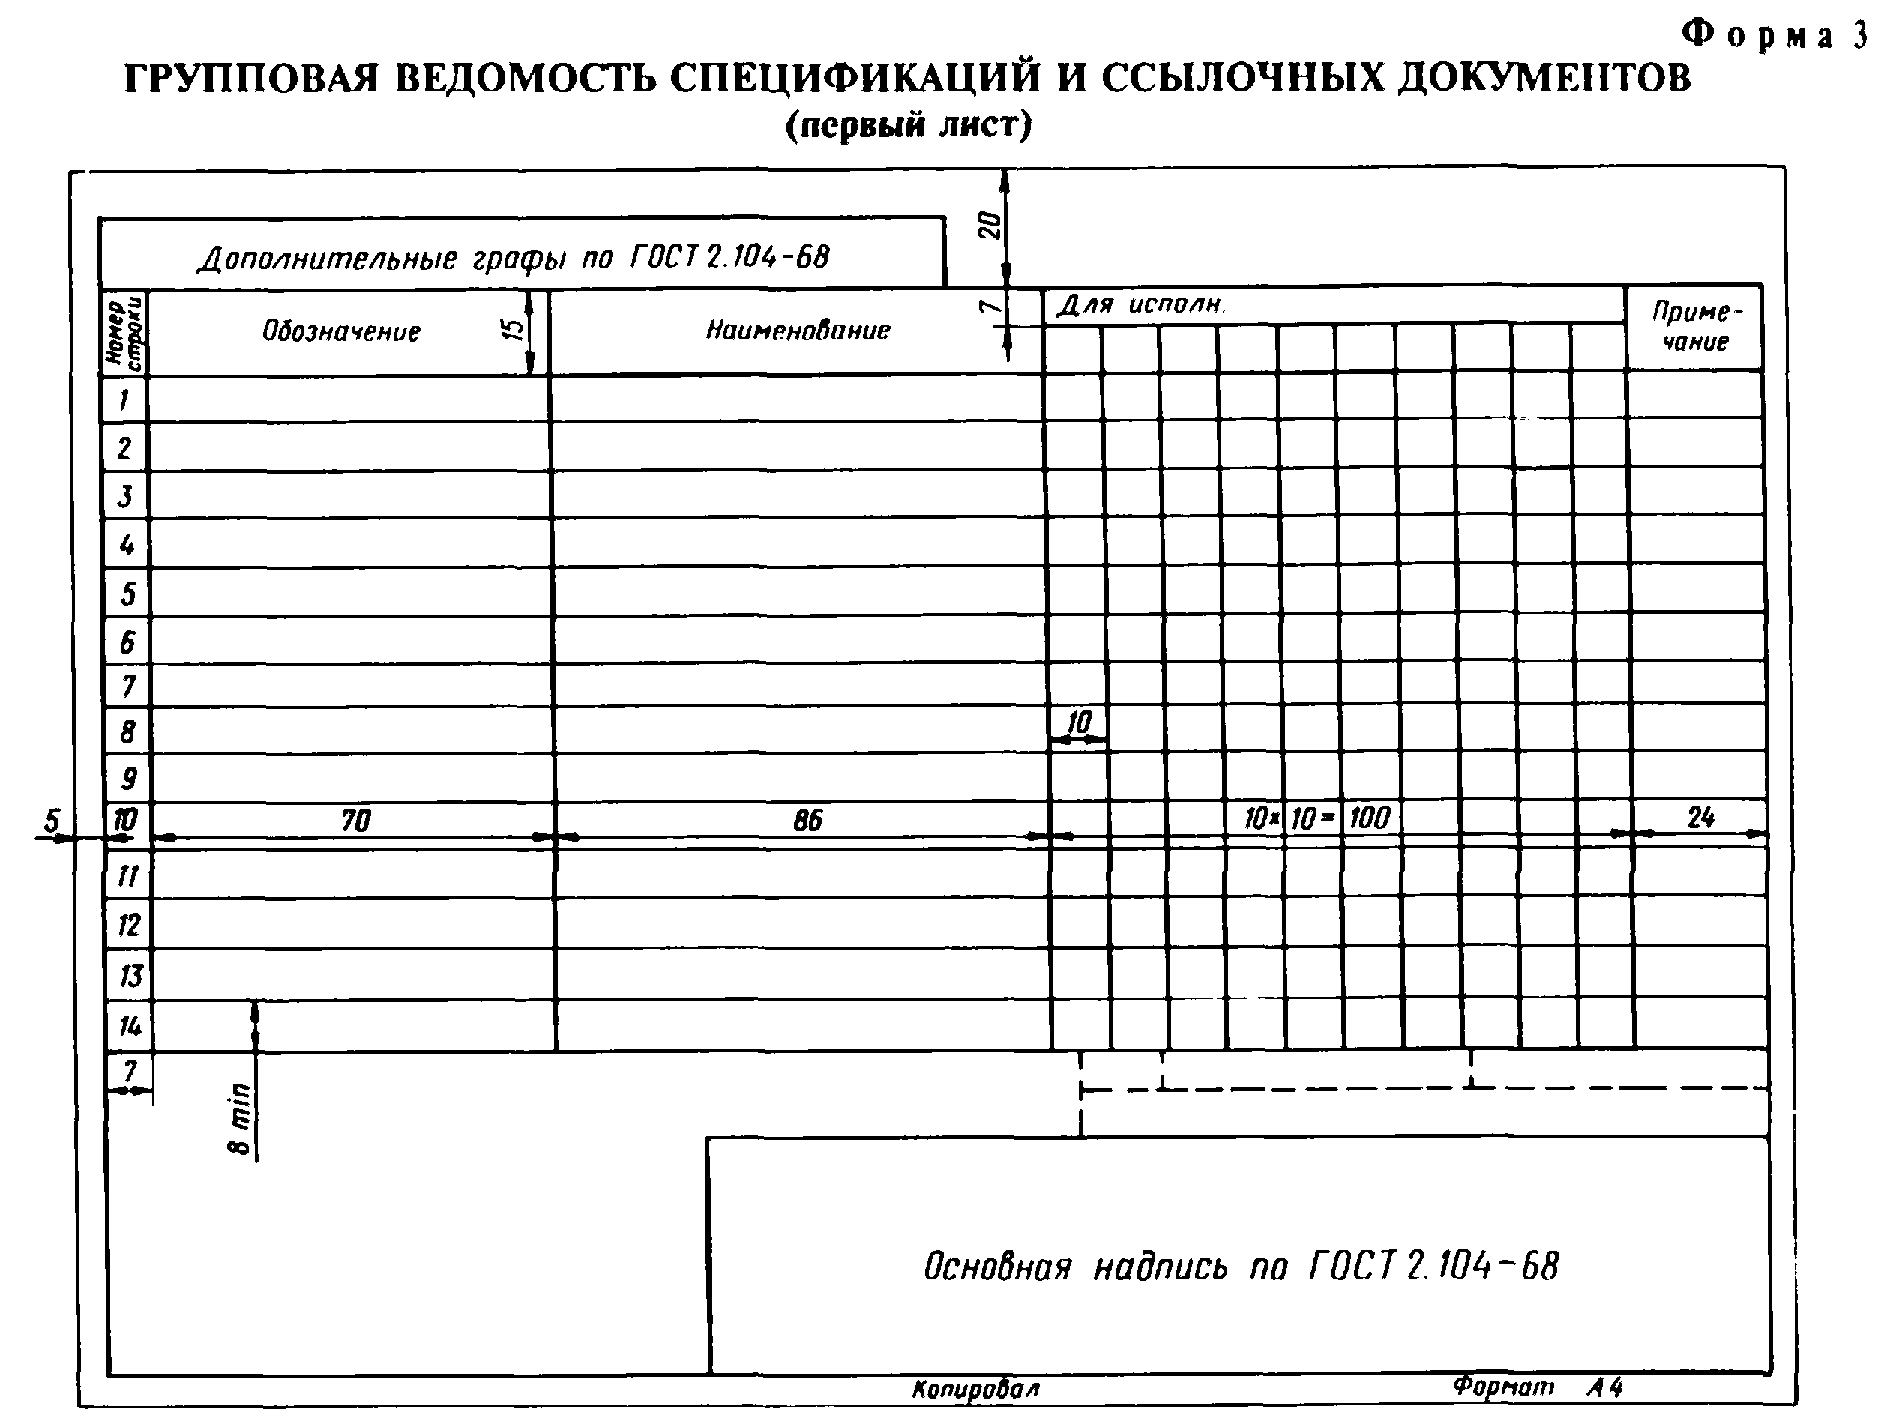 Форма 3
ГРУППОВАЯ ВЕДОМОСТЬ СПЕЦИФИКАЦИЙ И ССЫЛОЧНЫХ ДОКУМЕНТОВ
(первый лист)
20
Дополнительные графы по ГОСТ 2.104-68
Номер строки
Обозначение
15
Наименование
7
Для исполн.
Приме-
чание
1
2
3
4
5
6
7
8
10
9
5
10
70
86
10×10=100
24
11
12
13
14
7
8 min
Основная надпись по ГОСТ 2.104-68
Копировал
Формат А4